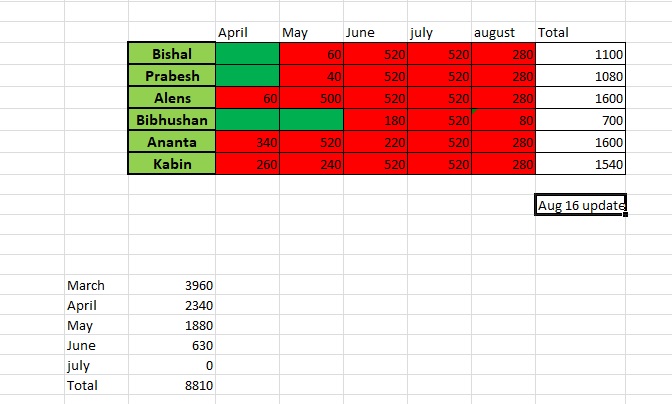 April May June july august Total
Bishal 60 520 520 280 1100
Prabesh 40 520 520 280 1080
Alens 60 500 520 520 280 1600
Bibhushan 180 520 80 700
Ananta 340 520 220 520 280 1600
Kabin 260 240 520 520 280 1540
Aug 16 update
March 3960
April 2340
May 1880
June 630
july 0
Total 8810